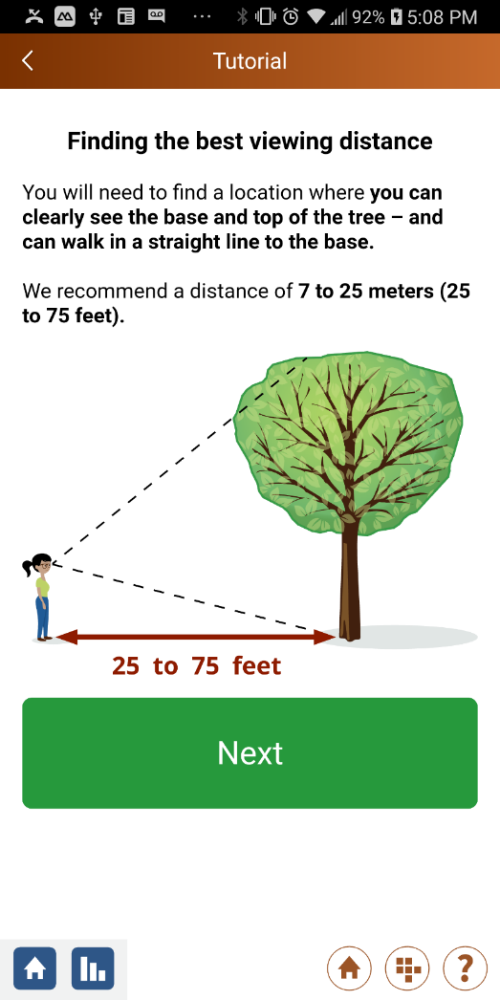 92% 5:08 PM
Tutorial
Finding the best viewing distance
You will need to find a location where you can
clearly see the base and top of the tree – and
can walk in a straight line to the base.
We recommend a distance of 7 to 25 meters (25
to 75 feet).
25 to 75 feet
Next
?